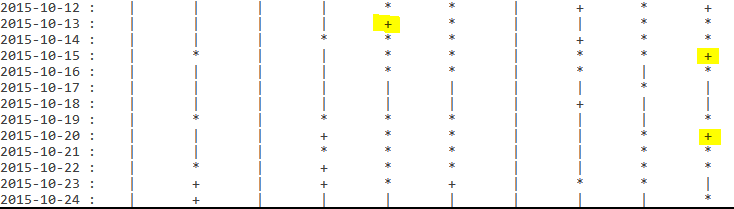 2015-10-12 : | | | | * * | + * +
2015-10-13 : | | | | + * | | * *
2015-10-14 : | | | * * * | + * *
2015-10-15 : | * | | * * | * * +
2015-10-16 : | | | | * * | * | *
2015-10-17 : | | | | | | | | * |
2015-10-18 : | | | | | | | + | |
2015-10-19 : | * | * * * | | | *
2015-10-20 : | | | + * * | | * +
2015-10-21 : | | | * * * | | * *
2015-10-22 : | * | + * * | | * *
2015-10-23 : | + | + * + | * * |
2015-10-24 : | + | | | | | | | *